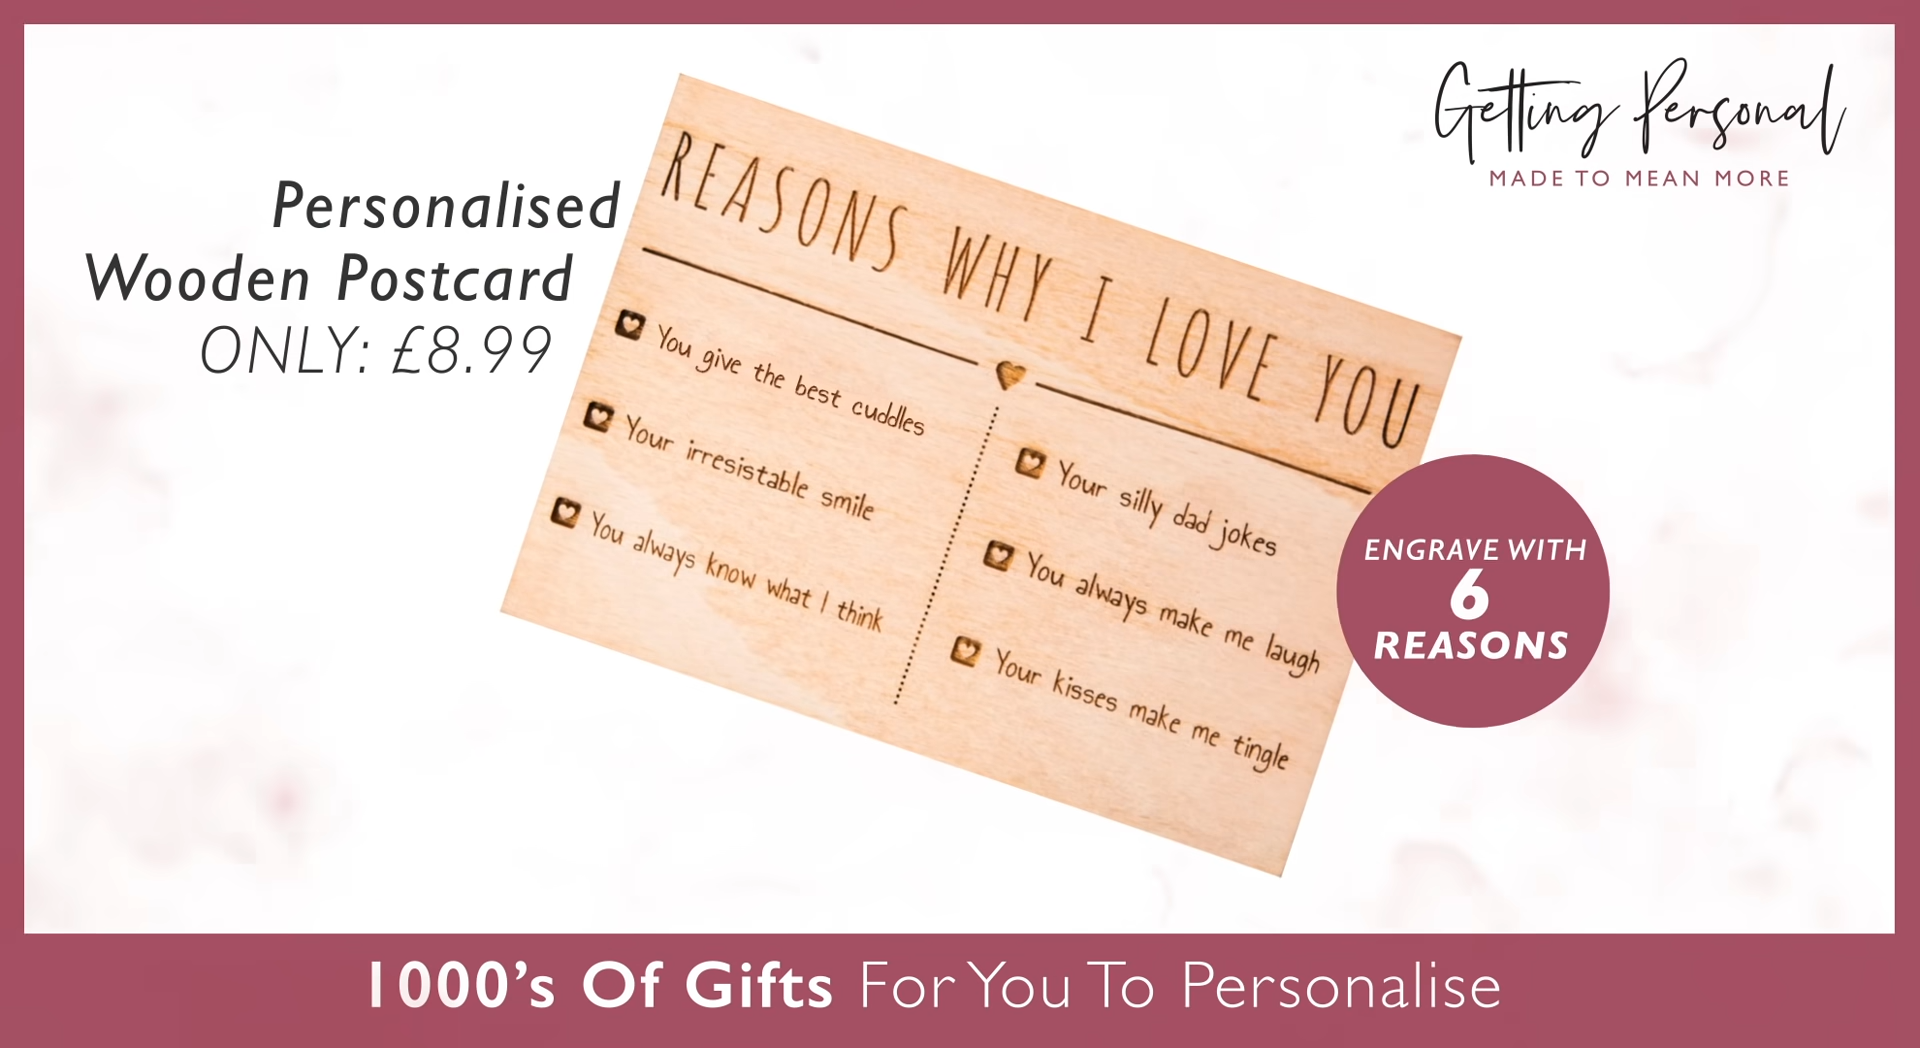 Getting Personal
MADE TO MEAN MORE
Personalised
Wooden Postcard
ONLY: £8.99
REASONS WHY I LOVE YOU
You give the best cuddles
Your irresistable smile
You always know what I think
Your silly dad jokes
You always make me laugh
Your kisses make me tingle
ENGRAVE WITH
6
REASONS
1000's Of Gifts For You To Personalise